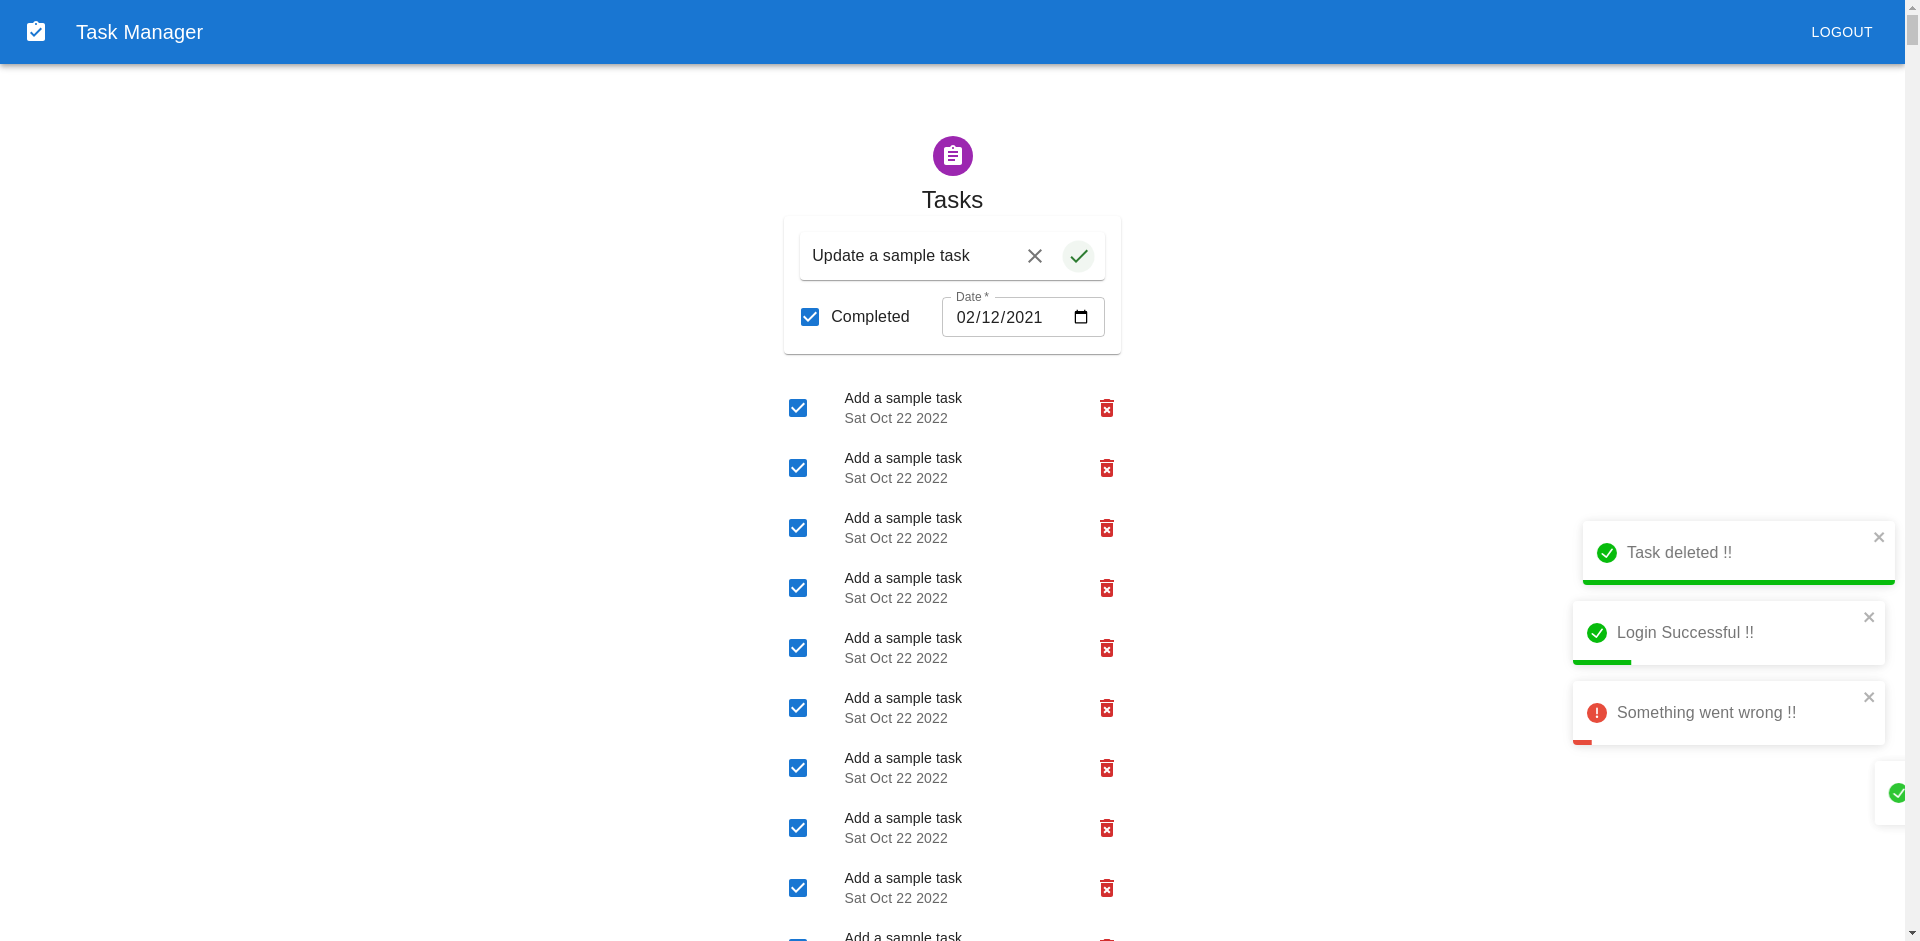 Task Manager
LOGOUT
Tasks
Update a sample task
Completed
Date *
02/12/2021
Add a sample task
Sat Oct 22 2022
Add a sample task
Sat Oct 22 2022
Add a sample task
Sat Oct 22 2022
Add a sample task
Sat Oct 22 2022
Add a sample task
Sat Oct 22 2022
Add a sample task
Sat Oct 22 2022
Add a sample task
Sat Oct 22 2022
Add a sample task
Sat Oct 22 2022
Add a sample task
Sat Oct 22 2022
Add a sample task
Task deleted !!
Login Successful !!
Something went wrong !!